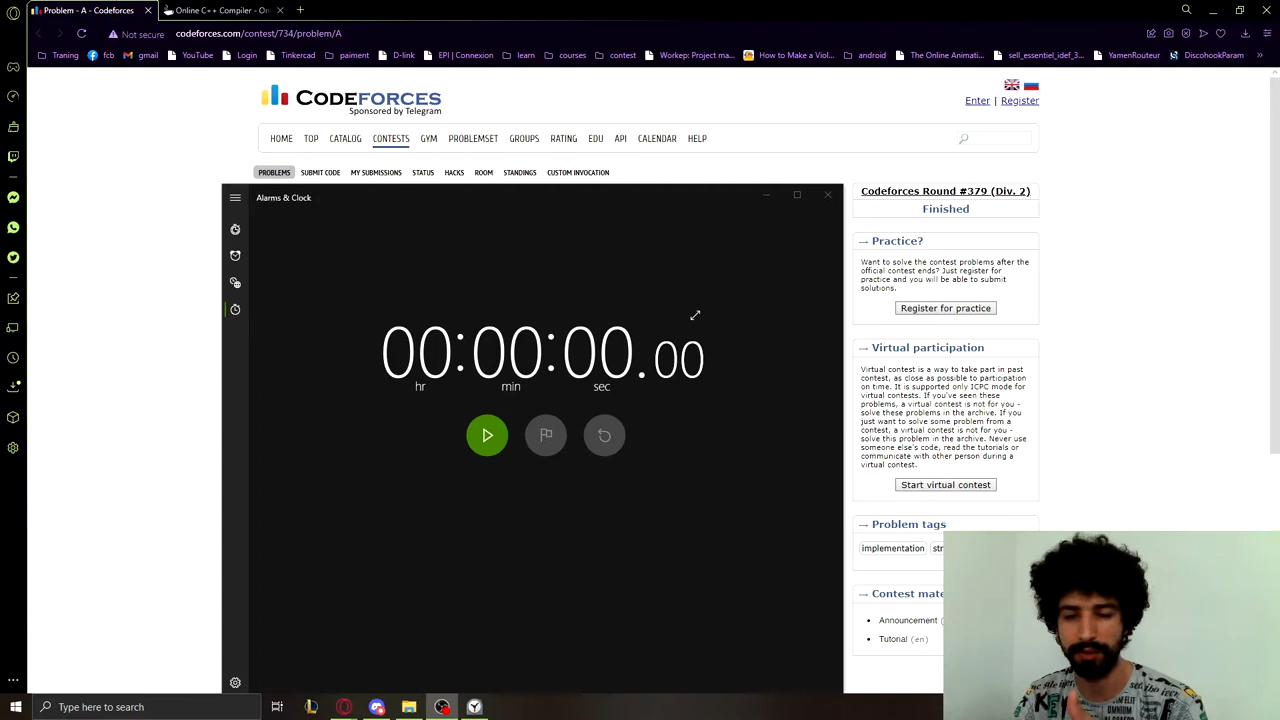 Problem - A - Codeforces
Online C++ Compiler - On
Not secure
codeforces.com/contest/734/problem/A
Traning
fcb
gmail
YouTube
Login
Tinkercad
paiment
D-link
EPI | Connexion
learn
courses
contest
Workep: Project ma...
How to Make a Viol...
android
The Online Animati...
sell_essentiel_idef_3...
YamenRouteur
DiscohookParam
CODEFORCES
Sponsored by Telegram
Enter | Register
HOME TOP CATALOG CONTESTS GYM PROBLEMSET GROUPS RATING EDU API CALENDAR HELP
PROBLEMS SUBMIT CODE MY SUBMISSIONS STATUS HACKS ROOM STANDINGS CUSTOM INVOCATION
Alarms & Clock
00:00:00.00
hr min sec
Codeforces Round #379 (Div. 2)
Finished
→ Practice?
Want to solve the contest problems after the
official contest ends? Just register for
practice and you will be able to submit
solutions.
Register for practice
→ Virtual participation
Virtual contest is a way to take part in past
contest, as close as possible to participation
on time. It is supported only ICPC mode for
virtual contests. If you've seen these
problems, a virtual contest is not for you -
solve these problems in the archive. If you
just want to solve some problem from a
contest, a virtual contest is not for you -
solve this problem in the archive. Never use
someone else's code, read the tutorials or
communicate with other person during a
virtual contest.
Start virtual contest
→ Problem tags
implementation
str
→ Contest mate
Announcement
Tutorial (en)
Type here to search